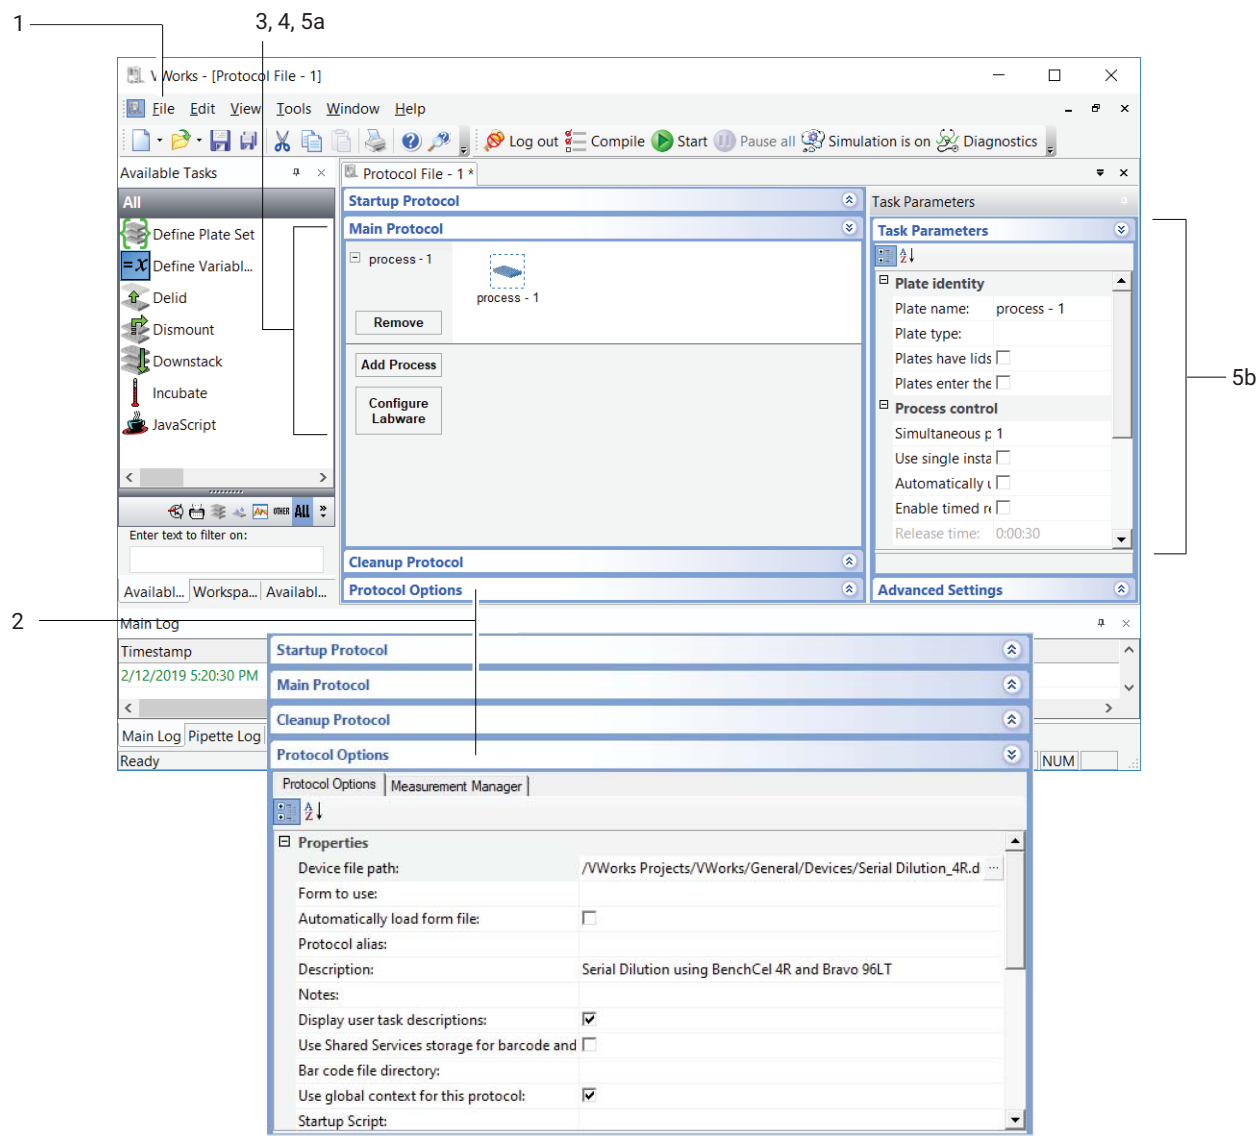 1
3, 4, 5a
VWorks - [Protocol File - 1]
File Edit View Tools Window Help
Log out Compile Start Pause all Simulation is on Diagnostics
Available Tasks
Protocol File - 1 *
All
Startup Protocol
Task Parameters
Main Protocol
Task Parameters
Define Plate Set
=x Define Variabl...
Delid
Dismount
Downstack
Incubate
JavaScript
process - 1
process - 1
Remove
Add Process
Configure
Labware
Plate identity
Plate name: process - 1
Plate type:
Plates have lids
Plates enter the
Process control
Simultaneous p 1
Use single insta
Automatically u
Enable timed re
Release time: 0:00:30
5b
OTHER All
Enter text to filter on:
Cleanup Protocol
Availabl... Workspa... Availabl...
Protocol Options
Advanced Settings
2
Main Log
Timestamp
2/12/2019 5:20:30 PM
Main Log Pipette Log
Ready
NUM
Startup Protocol
Main Protocol
Cleanup Protocol
Protocol Options
Protocol Options Measurement Manager
Properties
Device file path: /VWorks Projects/VWorks/General/Devices/Serial Dilution_4R.d ...
Form to use:
Automatically load form file:
Protocol alias:
Description: Serial Dilution using BenchCel 4R and Bravo 96LT
Notes:
Display user task descriptions:
Use Shared Services storage for barcode and
Bar code file directory:
Use global context for this protocol:
Startup Script: